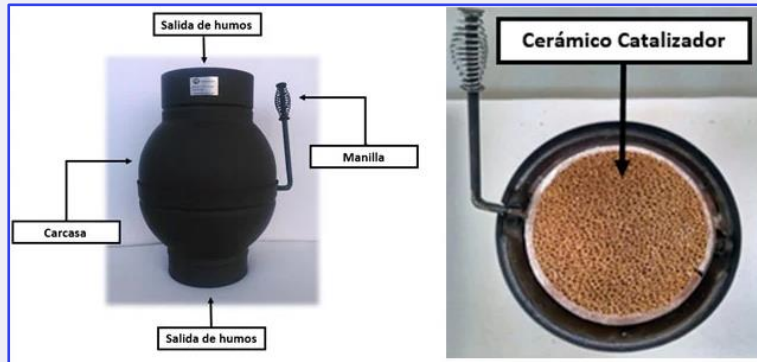 Salida de humos
Manilla
Carcasa
Salida de humos
Cerámico Catalizador